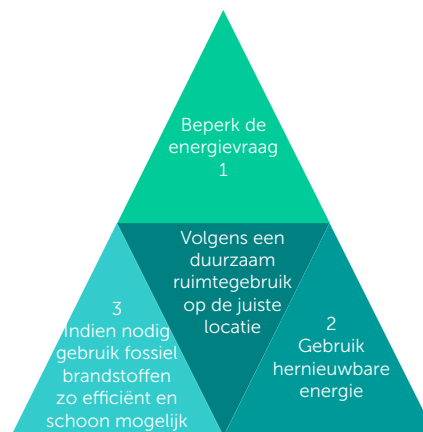 Beperk de
energievraag
1
Volgens een
duurzaam
ruimtegebruik
op de juiste
locatie
2
Gebruik
hernieuwbare
energie
3
Indien nodig
gebruik fossiel
brandstoffen
zo efficiënt en
schoon mogelijk